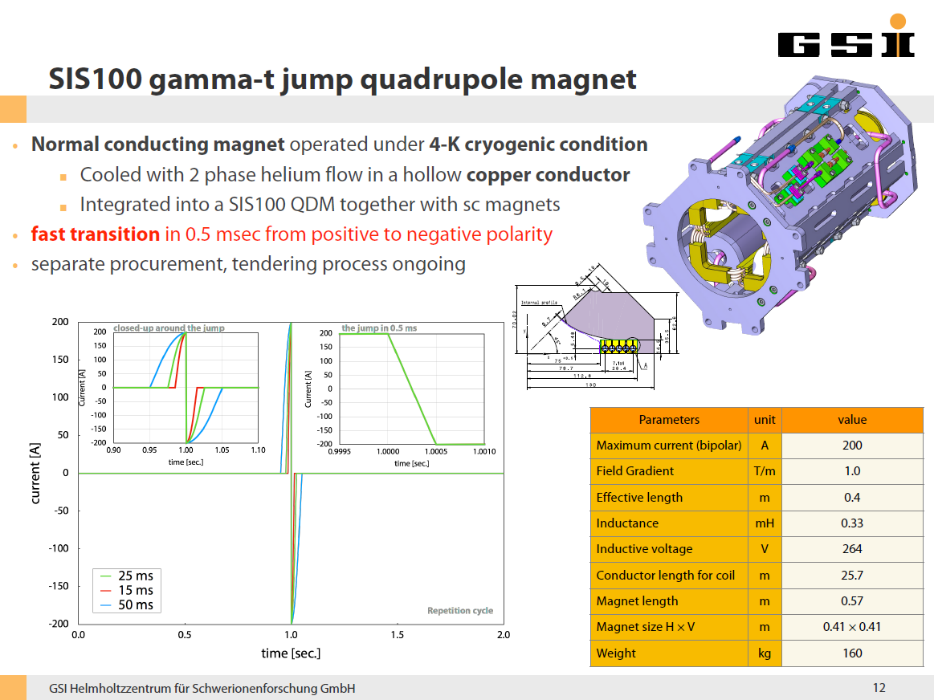 GSI
SIS100 gamma-t jump quadrupole magnet
• Normal conducting magnet operated under 4-K cryogenic condition
▪ Cooled with 2 phase helium flow in a hollow copper conductor
▪ Integrated into a SIS100 QDM together with sc magnets
• fast transition in 0.5 msec from positive to negative polarity
• separate procurement, tendering process ongoing
Internal profile
closed-up around the jump
200
150
100
50
0
-50
-100
-150
-200
Current [A]
0.90 0.95 1.00 1.05 1.10
time [sec.]
the jump in 0.5 ms
200
150
100
50
0
-50
-100
-150
-200
Current [A]
0.9995 1.0000 1.0005 1.0010
time [sec.]
200
150
100
50
0
-50
-100
-150
-200
current [A]
25 ms
15 ms
50 ms
Repetition cycle
0.0 0.5 1.0 1.5 2.0
time [sec.]
Parameters unit value
Maximum current (bipolar) A 200
Field Gradient T/m 1.0
Effective length m 0.4
Inductance mH 0.33
Inductive voltage V 264
Conductor length for coil m 25.7
Magnet length m 0.57
Magnet size H × V m 0.41 × 0.41
Weight kg 160
GSI Helmholtzzentrum für Schwerionenforschung GmbH
12